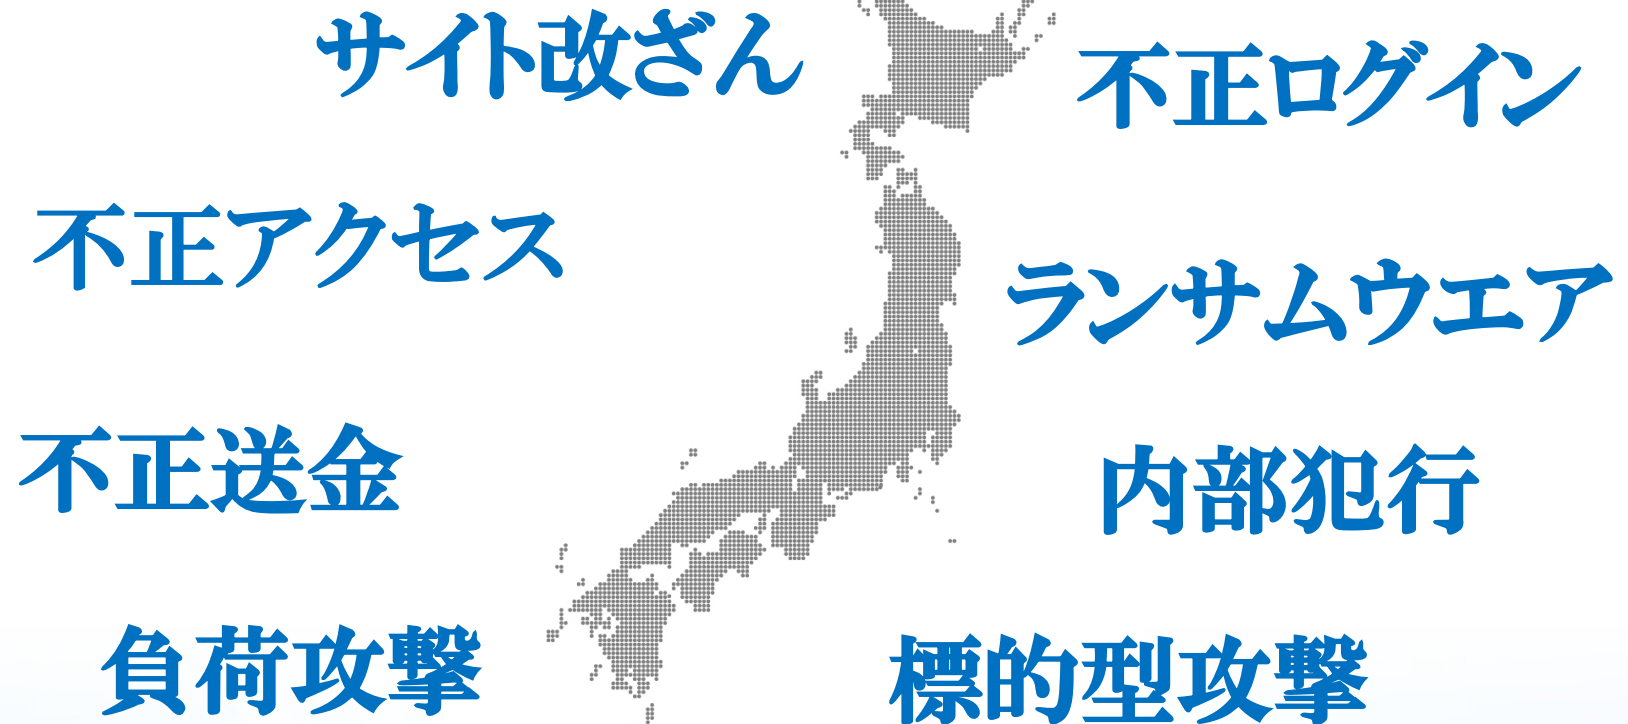 サイト改ざん
不正ログイン
不正アクセス
ランサムウエア
不正送金
内部犯行
負荷攻撃
標的型攻撃